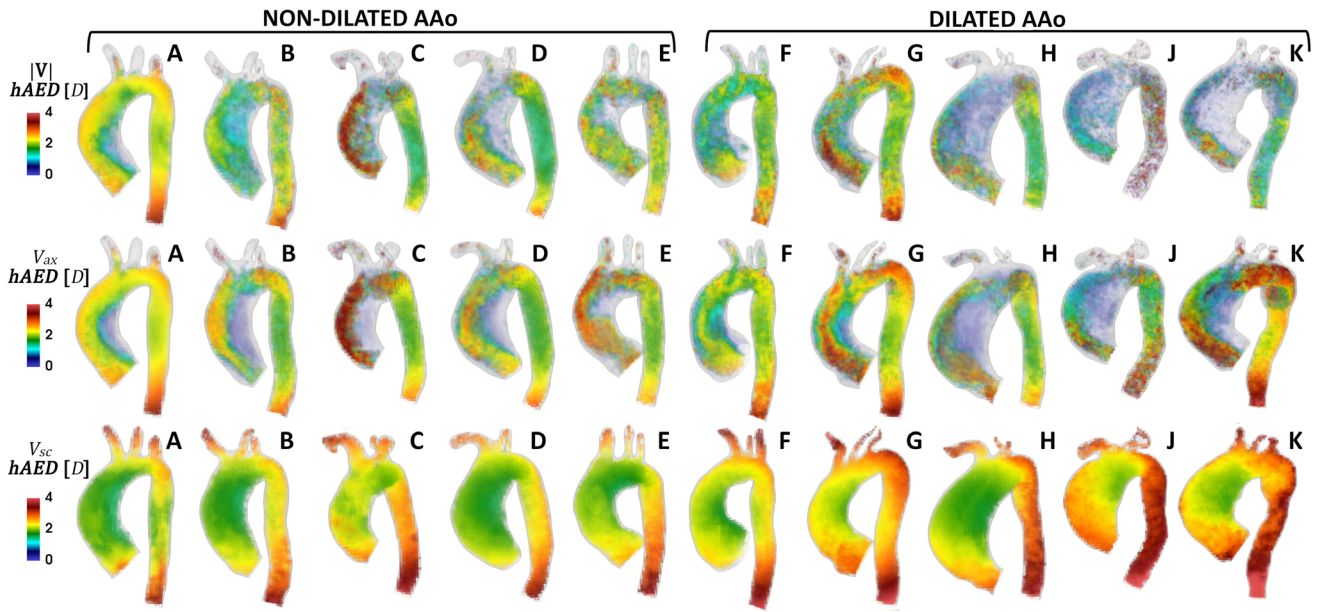 NON-DILATED AAo DILATED AAo
A B C D E F G H J K
|V|
hAED [D]
4
2
0
A B C D E F G H J K
Vax
hAED [D]
4
2
0
A B C D E F G H J K
Vsc
hAED [D]
4
2
0